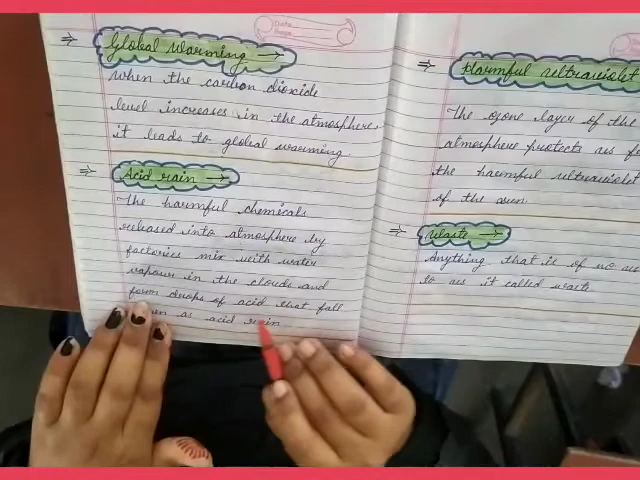 Date
Page
⇒ Global warming →
when the carbon dioxide
level increases in the atmosphere,
it leads to global warming
⇒ Acid rain →
The harmful chemicals
released into atmosphere by
factories mix with water
vapour in the clouds and
form drops of acid that fall
as acid rain
⇒ Harmful ultraviolet
The ozone layer of the
atmosphere protects us
the harmful ultraviolet
of the sun
⇒ Waste →
Anything that is of no
to us it called waste